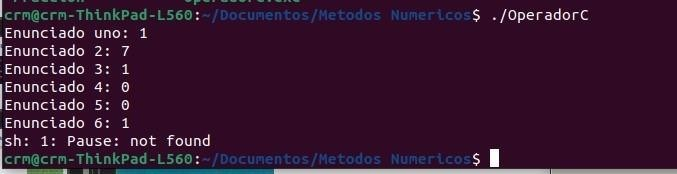 crm@crm-ThinkPad-L560:~/Documentos/Metodos Numericos$ ./OperadorC
Enunciado uno: 1
Enunciado 2: 7
Enunciado 3: 1
Enunciado 4: 0
Enunciado 5: 0
Enunciado 6: 1
sh: 1: Pause: not found
crm@crm-ThinkPad-L560:~/Documentos/Metodos Numericos$